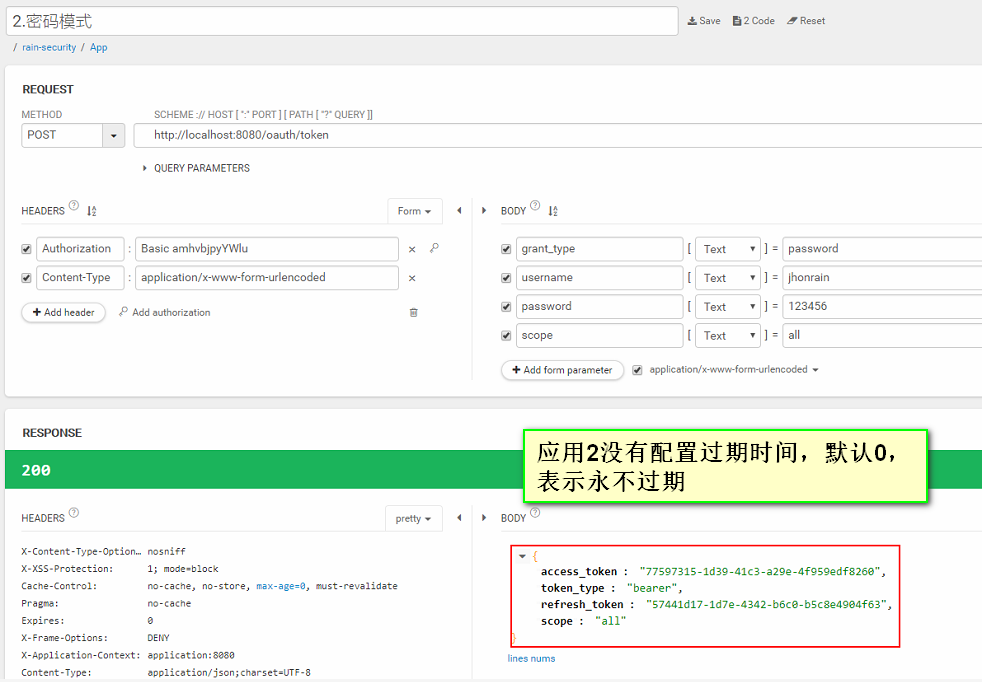 2.密码模式
Save 2 Code Reset
/ rain-security / App
REQUEST
METHOD SCHEME :// HOST [ ":" PORT ] [ PATH [ "?" QUERY ]]
POST http://localhost:8080/oauth/token
QUERY PARAMETERS
HEADERS ? Form BODY ?
Authorization : Basic amhvbjpyYWlu grant_type [ Text ] = password
Content-Type : application/x-www-form-urlencoded username [ Text ] = jhonrain
Add header Add authorization password [ Text ] = 123456
scope [ Text ] = all
Add form parameter application/x-www-form-urlencoded
RESPONSE
200
应用2没有配置过期时间，默认0，
表示永不过期
HEADERS ? pretty BODY ?
X-Content-Type-Option… nosniff
X-XSS-Protection: 1; mode=block
Cache-Control: no-cache, no-store, max-age=0, must-revalidate
Pragma: no-cache
Expires: 0
X-Frame-Options: DENY
X-Application-Context: application:8080
Content-Type: application/json;charset=UTF-8
{
access_token : "77597315-1d39-41c3-a29e-4f959edf8260",
token_type : "bearer",
refresh_token : "57441d17-1d7e-4342-b6c0-b5c8e4904f63",
scope : "all"
}
lines nums